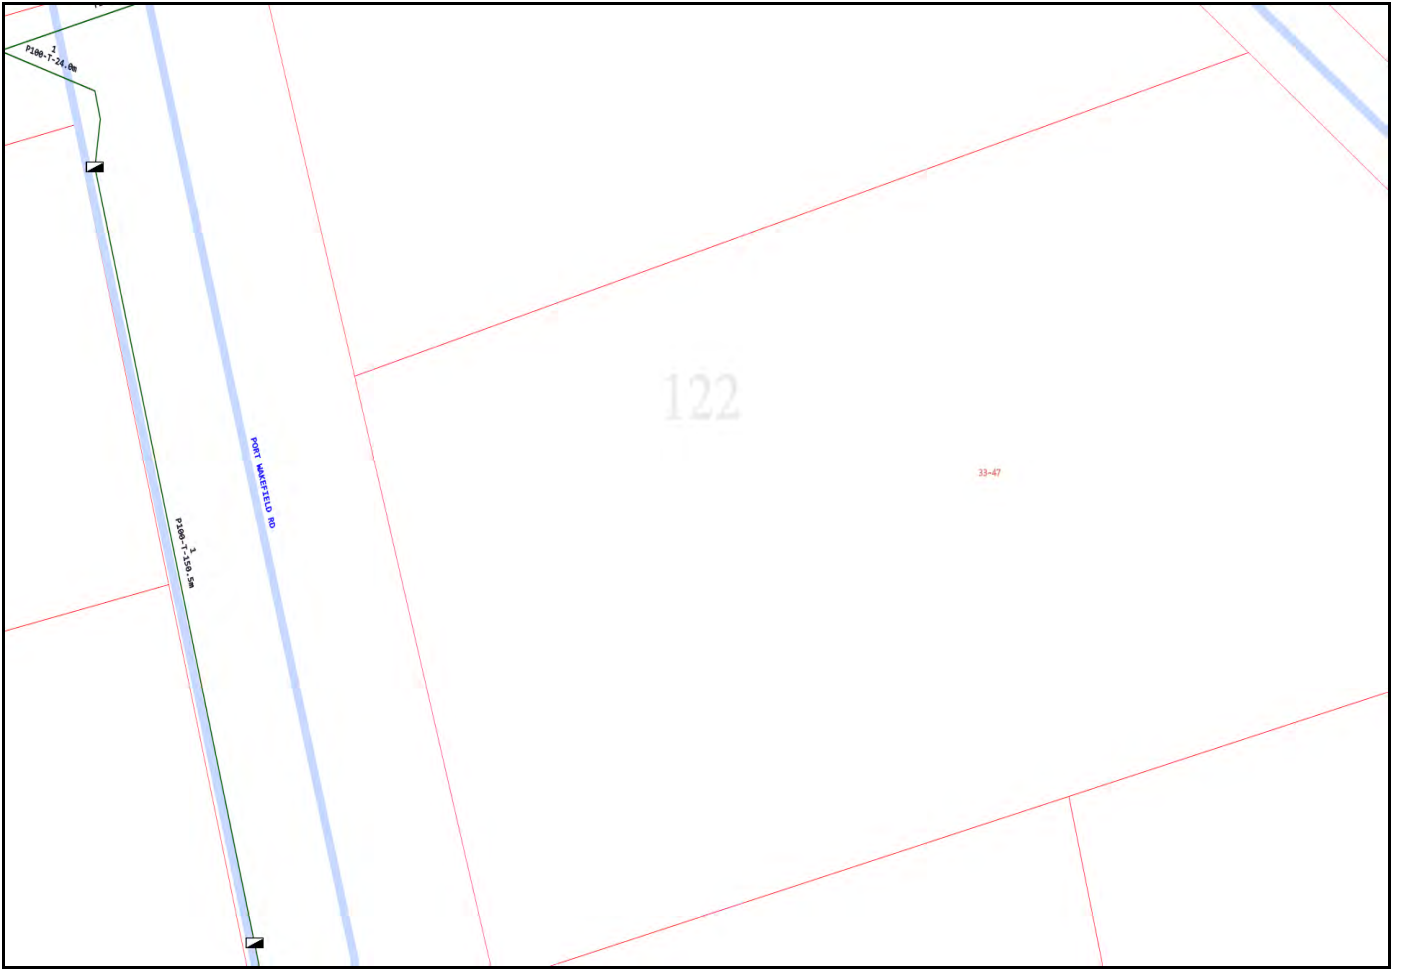 1
P100-T-24.0m
122
PORT WAKEFIELD RD
33-47
1
P100-T-150.5m